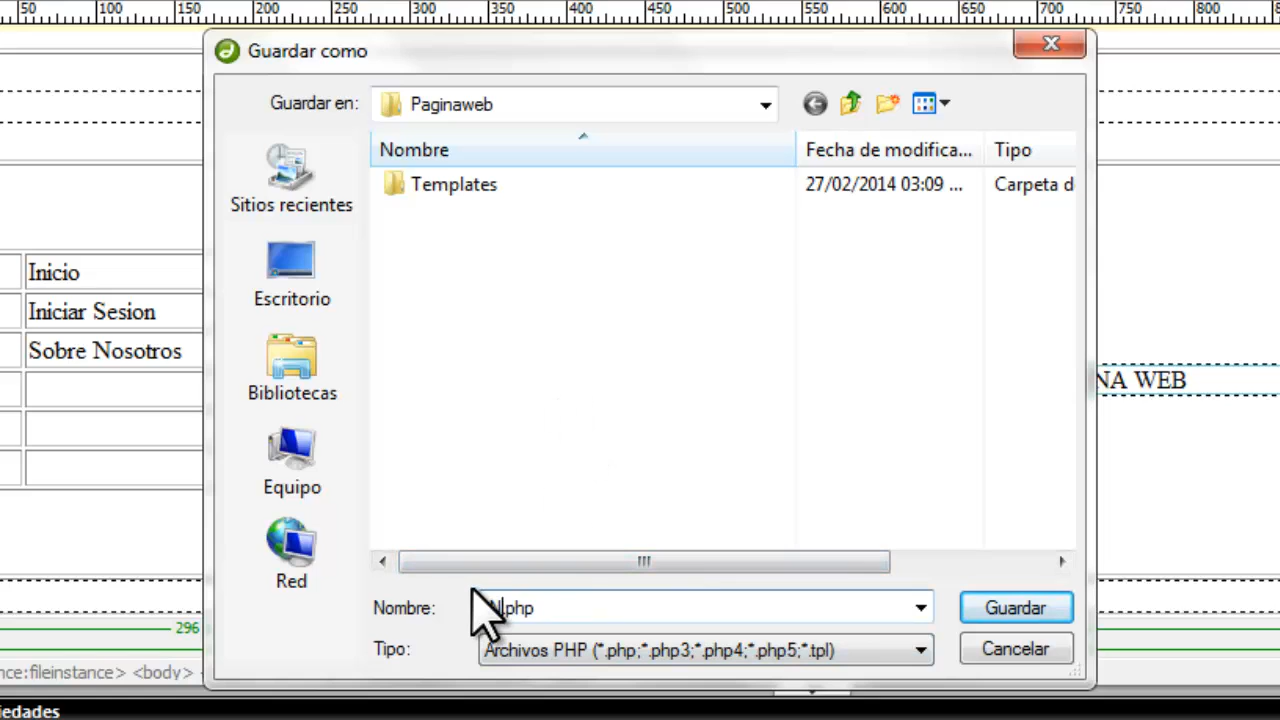 50 100 150 200 250 300 350 400 450 500 550 600 650 700 750 800
Guardar como
Guardar en: Paginaweb
Nombre Fecha de modifica... Tipo
Templates 27/02/2014 03:09 ... Carpeta d
Sitios recientes
Escritorio
Bibliotecas
Equipo
Red
Inicio
Iniciar Sesion
Sobre Nosotros
NA WEB
Nombre: .php Guardar
Tipo: Archivos PHP (*.php;*.php3;*.php4;*.php5;*.tpl) Cancelar
296
nce:fileinstance> <body>
iedades